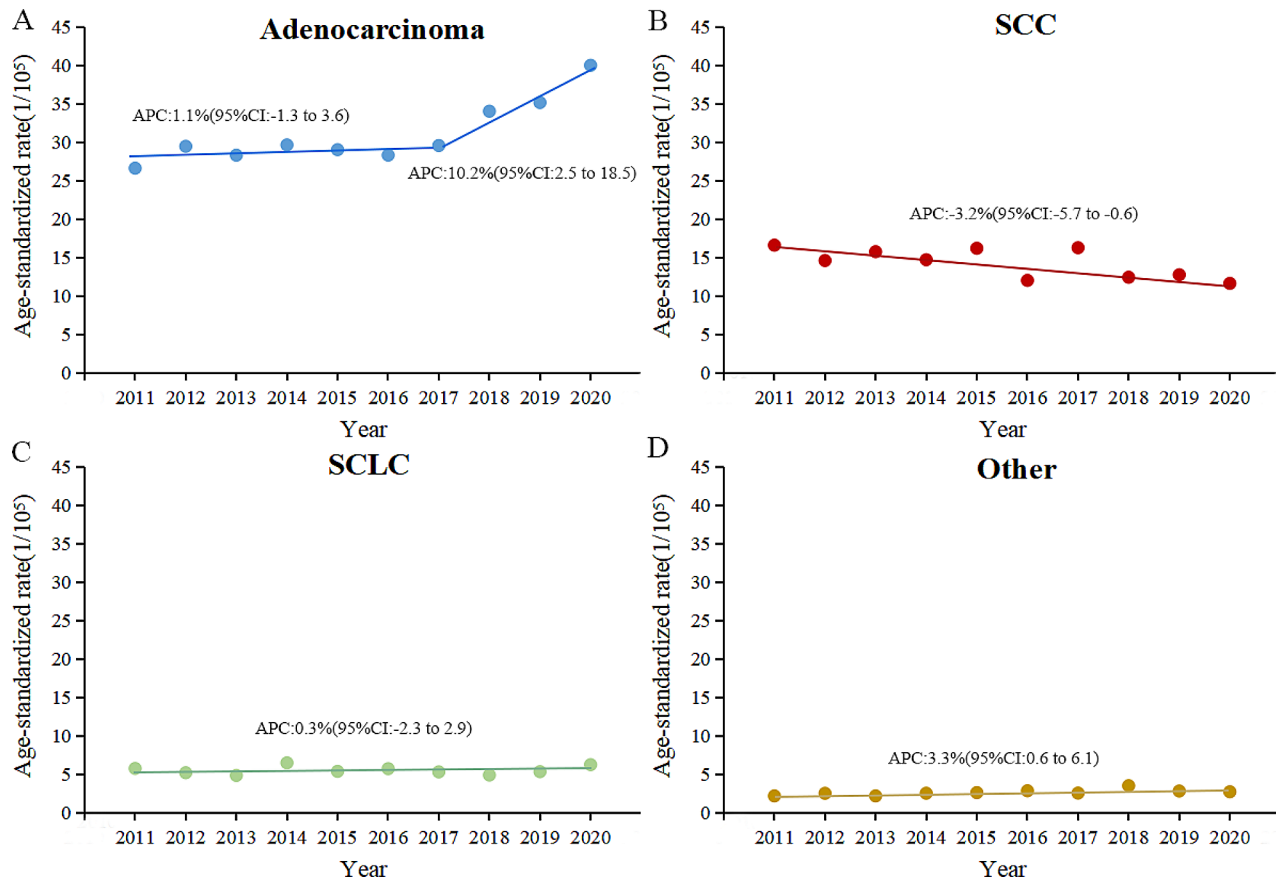 A
Adenocarcinoma
Age-standardized rate(1/10⁵)
45
40
35
30
25
20
15
10
5
0
APC:1.1%(95%CI:-1.3 to 3.6)
APC:10.2%(95%CI:2.5 to 18.5)
2011 2012 2013 2014 2015 2016 2017 2018 2019 2020
Year
B
SCC
Age-standardized rate(1/10⁵)
45
40
35
30
25
20
15
10
5
0
APC:-3.2%(95%CI:-5.7 to -0.6)
2011 2012 2013 2014 2015 2016 2017 2018 2019 2020
Year
C
SCLC
Age-standardized rate(1/10⁵)
45
40
35
30
25
20
15
10
5
0
APC:0.3%(95%CI:-2.3 to 2.9)
2011 2012 2013 2014 2015 2016 2017 2018 2019 2020
Year
D
Other
Age-standardized rate(1/10⁵)
45
40
35
30
25
20
15
10
5
0
APC:3.3%(95%CI:0.6 to 6.1)
2011 2012 2013 2014 2015 2016 2017 2018 2019 2020
Year